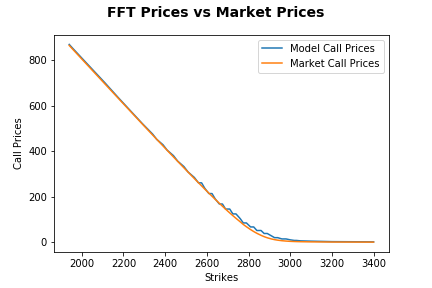 FFT Prices vs Market Prices
Model Call Prices
Market Call Prices
Call Prices
800
600
400
200
0
2000 2200 2400 2600 2800 3000 3200 3400
Strikes